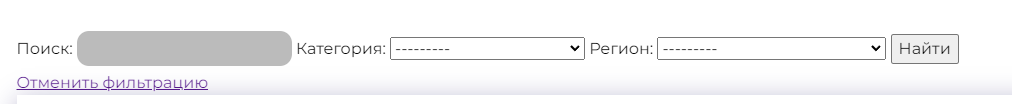 Поиск: Категория: --------- Регион: --------- Найти
Отменить фильтрацию